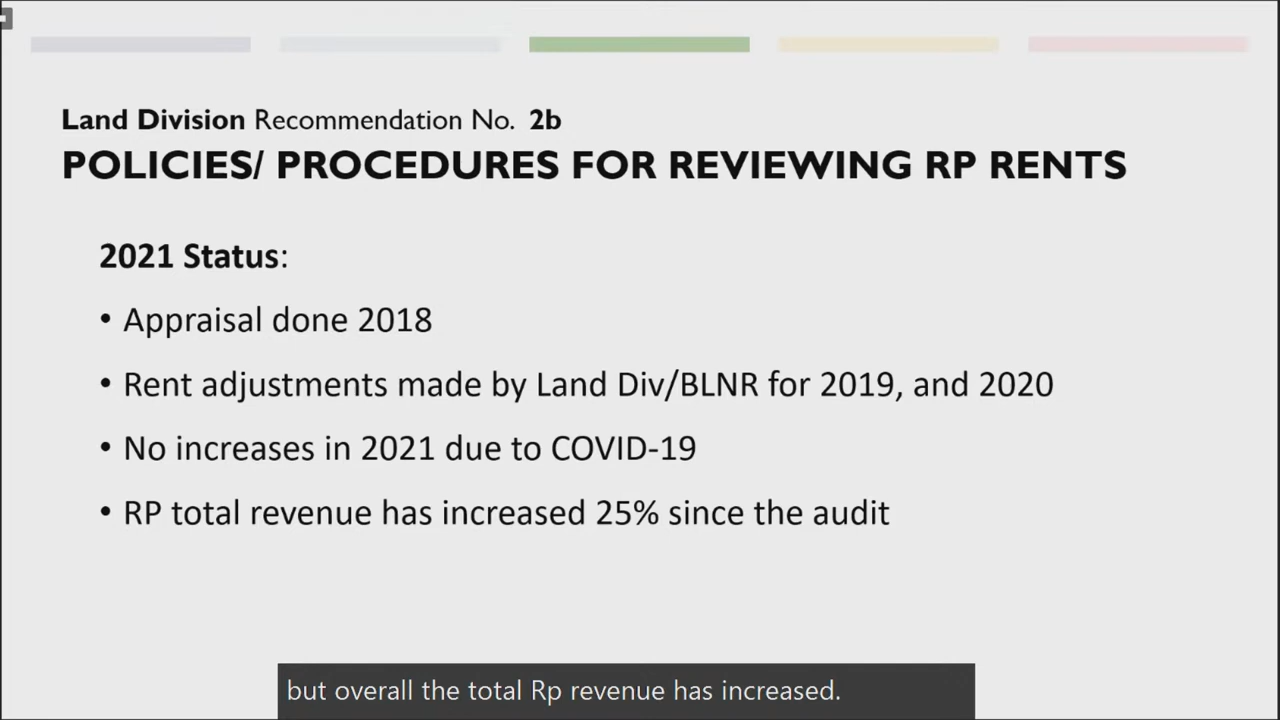 Land Division Recommendation No. 2b
POLICIES/ PROCEDURES FOR REVIEWING RP RENTS
2021 Status:
• Appraisal done 2018
• Rent adjustments made by Land Div/BLNR for 2019, and 2020
• No increases in 2021 due to COVID-19
• RP total revenue has increased 25% since the audit
but overall the total Rp revenue has increased.